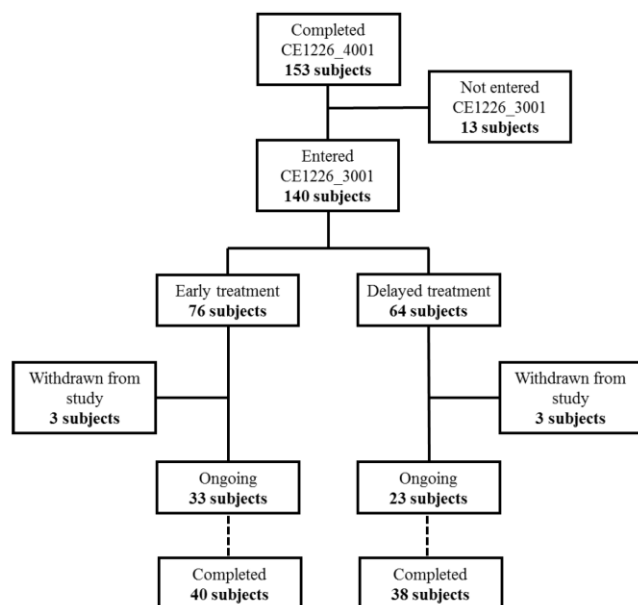 Completed
CE1226_4001
153 subjects
Not entered
CE1226_3001
13 subjects
Entered
CE1226_3001
140 subjects
Early treatment
76 subjects
Delayed treatment
64 subjects
Withdrawn from
study
3 subjects
Withdrawn from
study
3 subjects
Ongoing
33 subjects
Ongoing
23 subjects
Completed
40 subjects
Completed
38 subjects